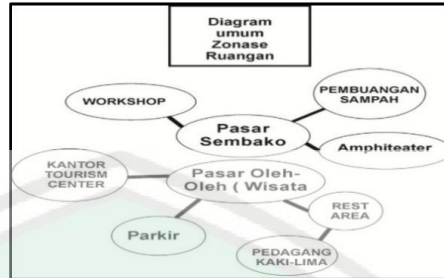 Diagram
umum
Zonase
Ruangan
WORKSHOP
PEMBUANGAN
SAMPAH
Pasar
Sembako
Amphiteater
KANTOR
TOURISM
CENTER
Pasar Oleh-
Oleh ( Wisata
REST
AREA
Parkir
PEDAGANG
KAKI-LIMA